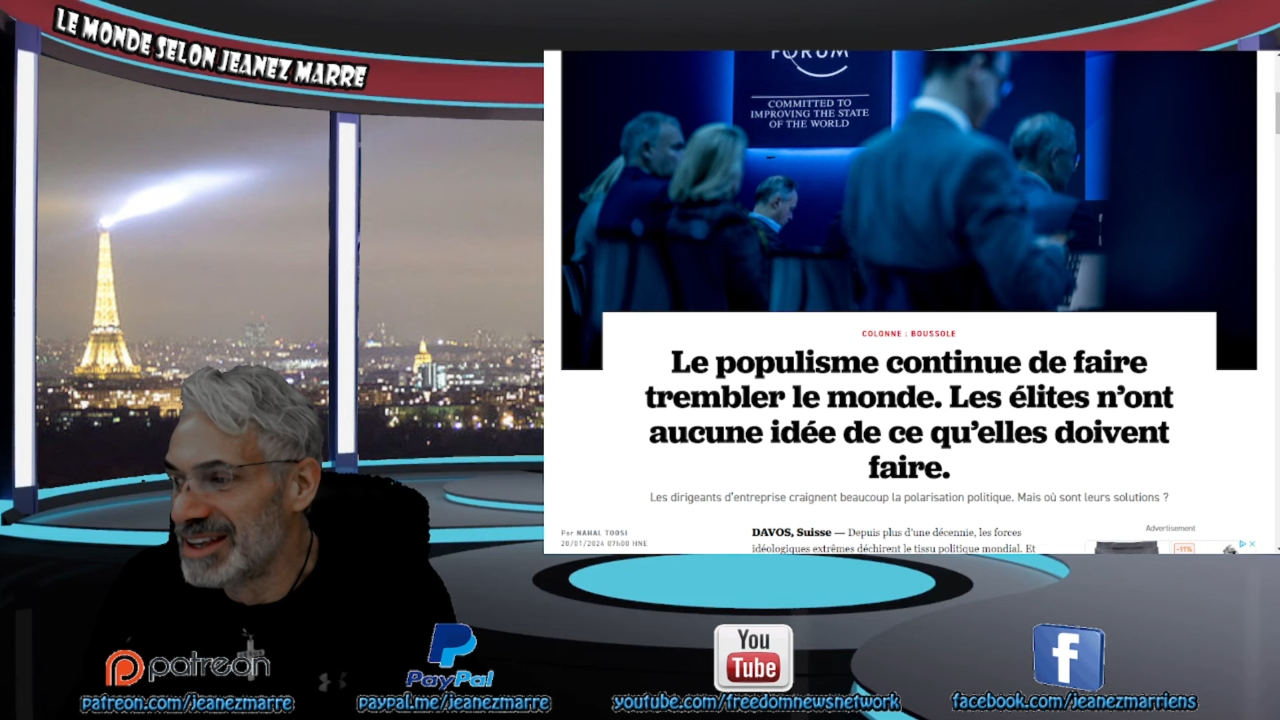 LE MONDE SELON JEANEZ MARRE
FORUM
COMMITTED TO
IMPROVING THE STATE
OF THE WORLD
COLONNE : BOUSSOLE
Le populisme continue de faire
trembler le monde. Les élites n’ont
aucune idée de ce qu’elles doivent
faire.
Les dirigeants d’entreprise craignent beaucoup la polarisation politique. Mais où sont leurs solutions ?
Par NAHAL TOOSI
20/01/2024 07h00 HNE
DAVOS, Suisse — Depuis plus d’une décennie, les forces
idéologiques extrêmes déchirent le tissu politique mondial. Et
Advertisement
-11%
patreon
patreon.com/jeanezmarre
PayPal
paypal.me/jeanezmarre
You
Tube
youtube.com/freedomnewsnetwork
f
facebook.com/jeanezmarriens